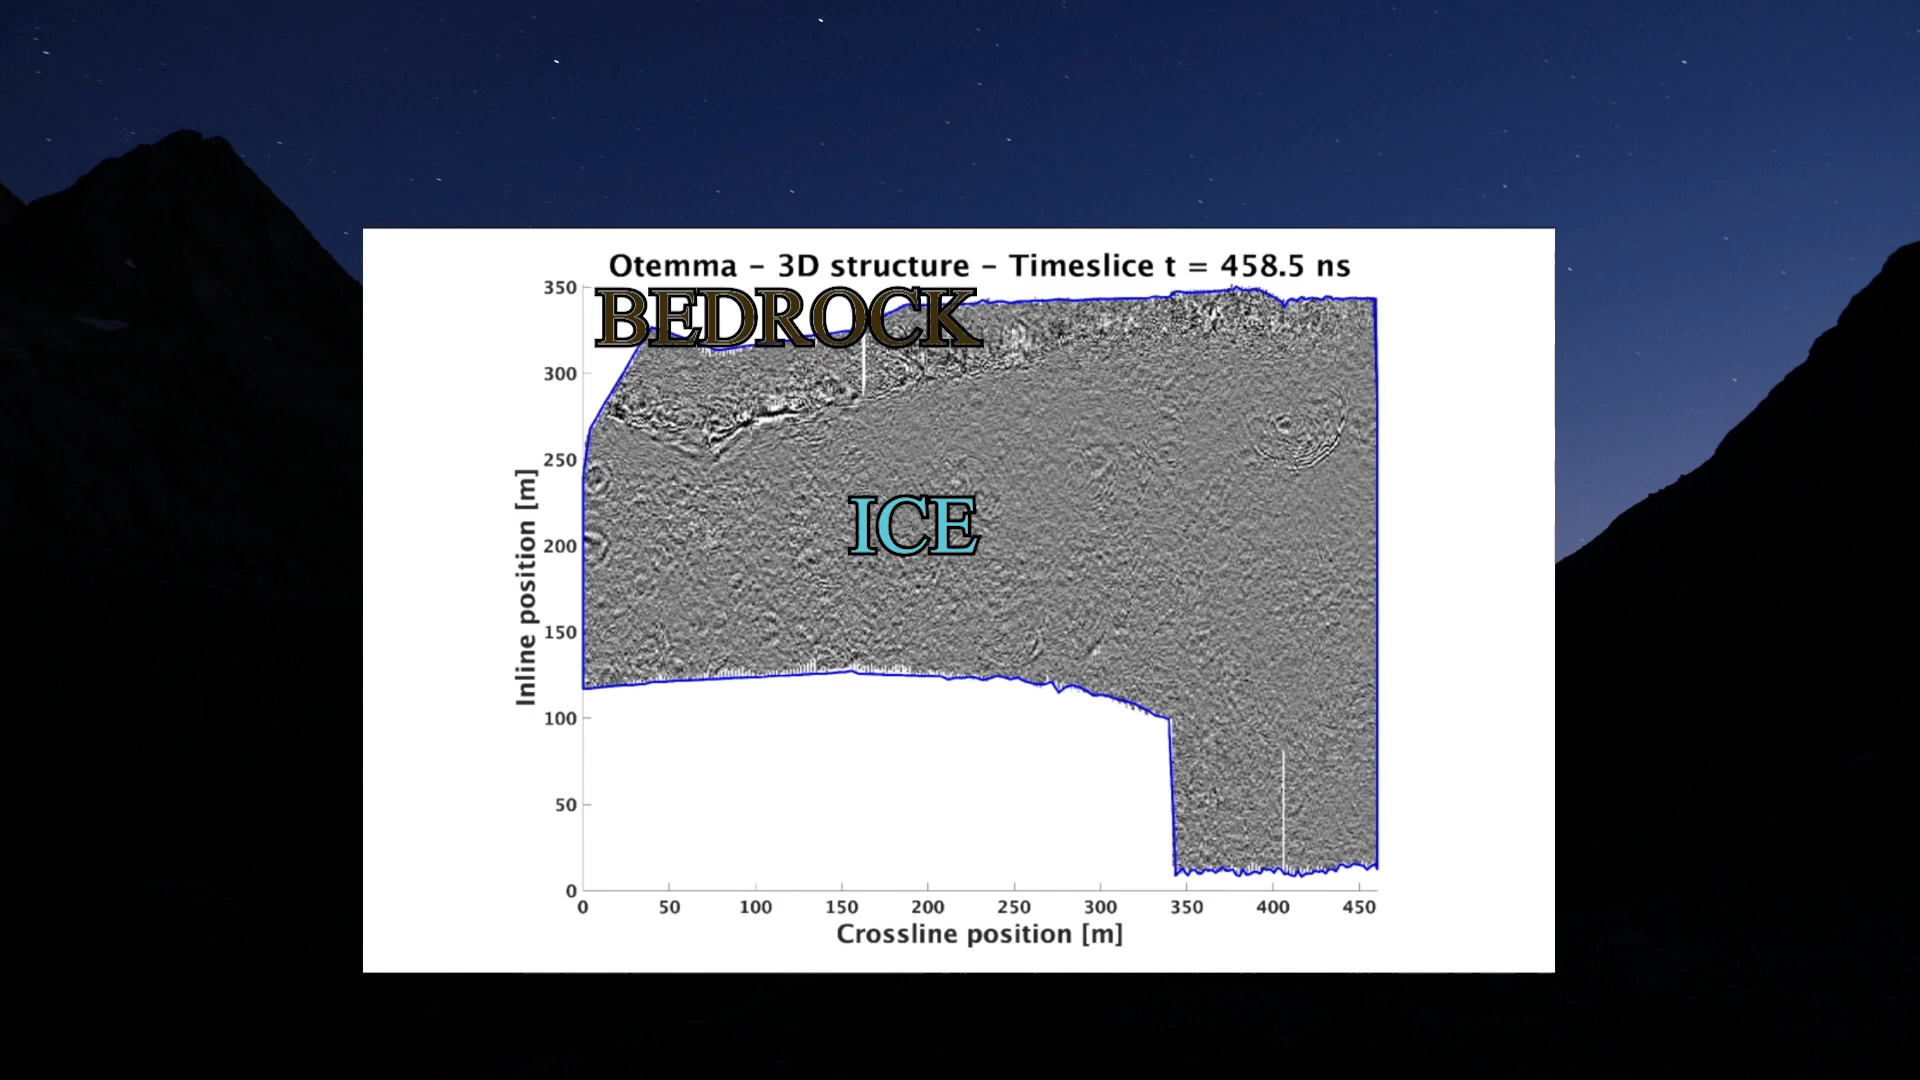 Otemma – 3D structure – Timeslice t = 458.5 ns
BEDROCK
ICE
Inline position [m]
350
300
250
200
150
100
50
0
0 50 100 150 200 250 300 350 400 450
Crossline position [m]